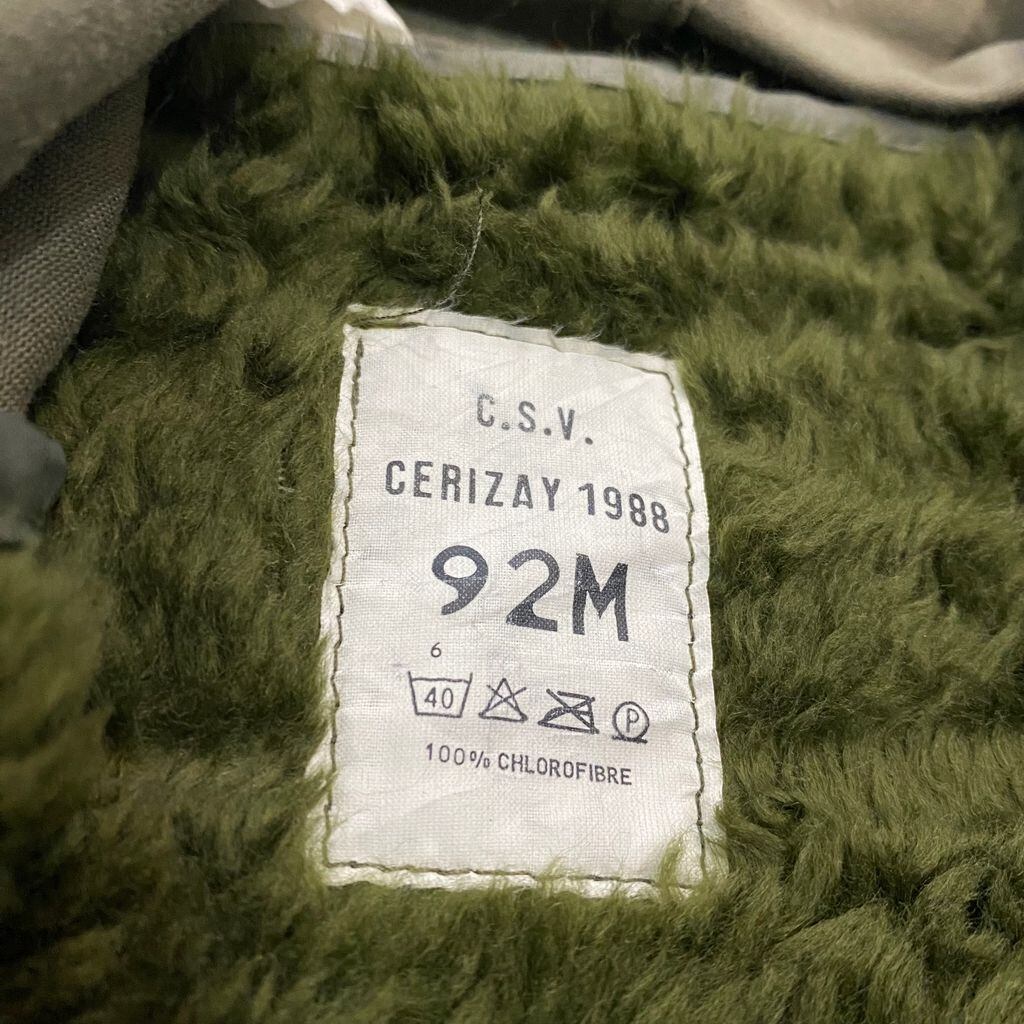 C.S.V.
CERIZAY 1988
92M
6
40 P
100% CHLOROFIBRE